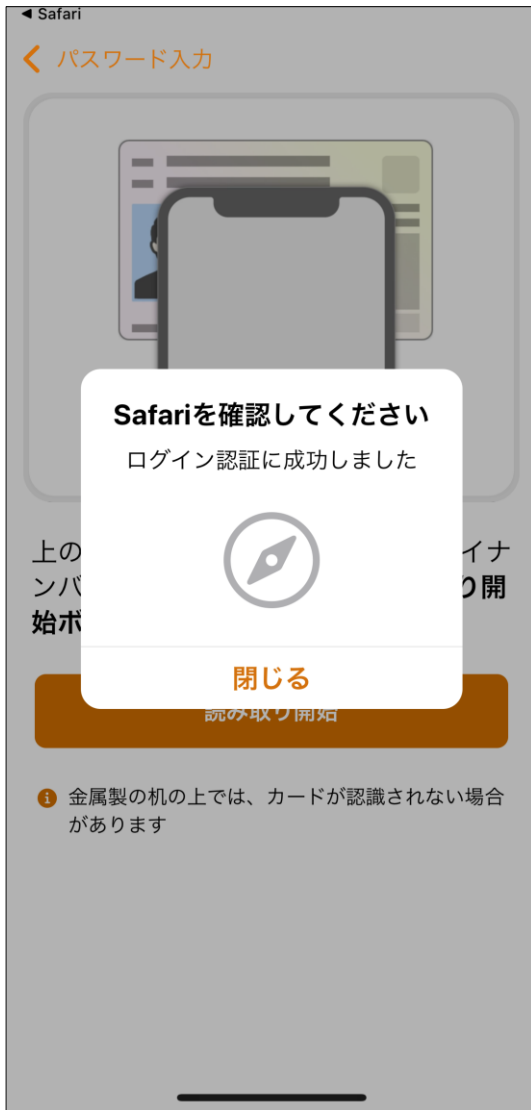 ◀ Safari
パスワード入力
Safariを確認してください
ログイン認証に成功しました
上の
イナ
ンバ
り開
始ボ
閉じる
読み取り開始
金属製の机の上では、カードが認識されない場合
があります